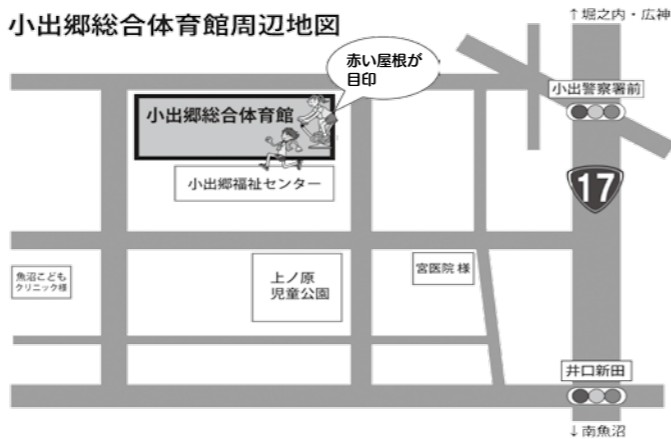 小出郷総合体育館周辺地図
↑堀之内・広神
赤い屋根が
目印
小出警察署前
小出郷総合体育館
小出郷福祉センター
17
魚沼こども
クリニック様
上ノ原
児童公園
宮医院 様
井口新田
↓南魚沼